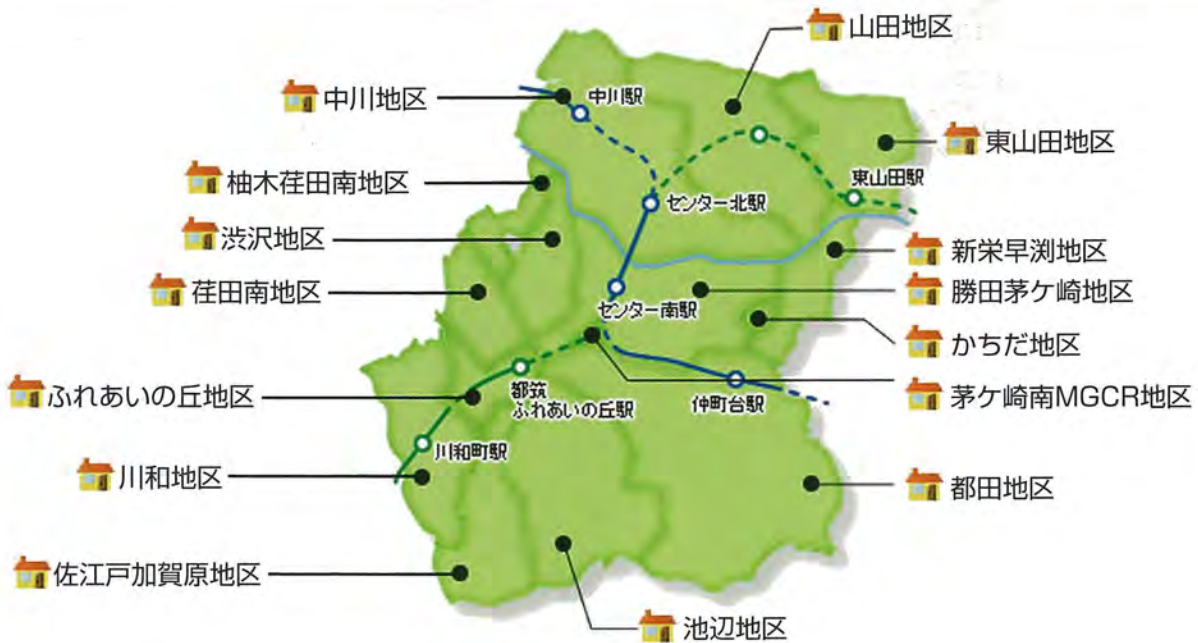 山田地区
中川地区
中川駅
東山田地区
柚木荏田南地区
東山田駅
センター北駅
渋沢地区
新栄早渕地区
荏田南地区
勝田茅ケ崎地区
センター南駅
かちだ地区
ふれあいの丘地区
都筑
ふれあいの丘駅
仲町台駅
茅ケ崎南MGCR地区
川和町駅
川和地区
都田地区
佐江戸加賀原地区
池辺地区